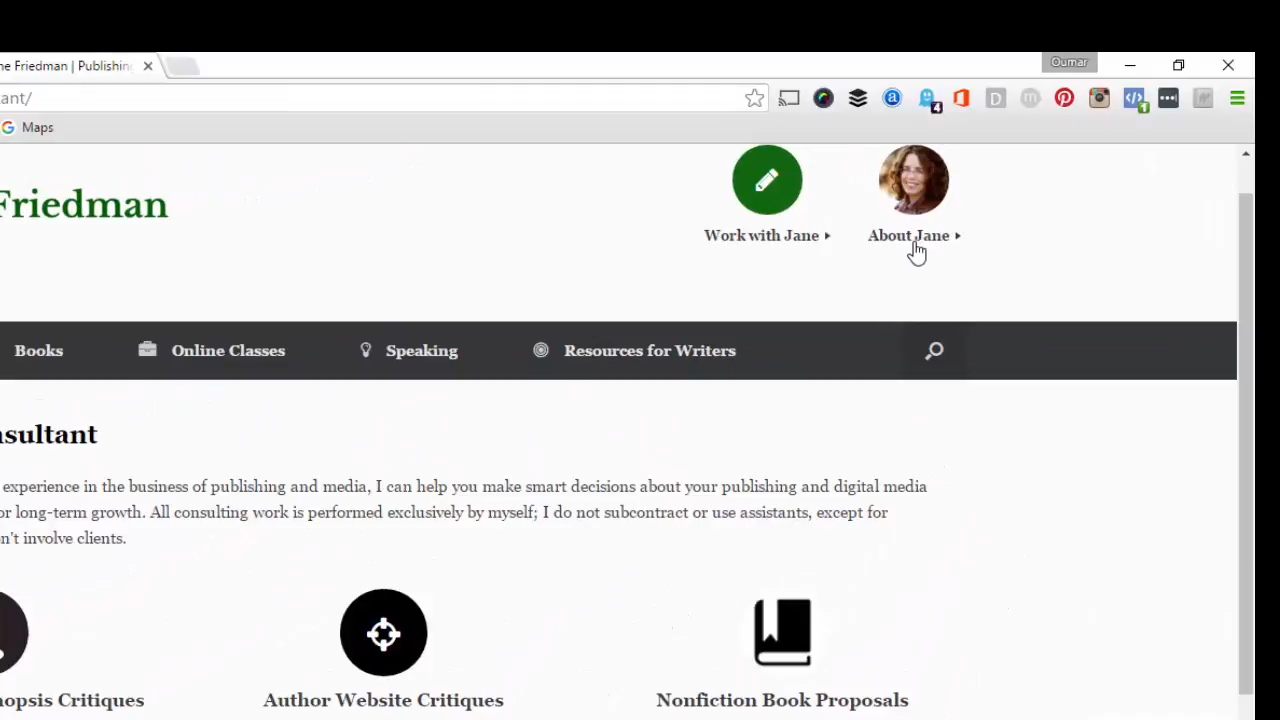 ne Friedman | Publishin
Oumar
ant/
Maps
Friedman
Work with Jane
About Jane
Books
Online Classes
Speaking
Resources for Writers
nsultant
experience in the business of publishing and media, I can help you make smart decisions about your publishing and digital media
or long-term growth. All consulting work is performed exclusively by myself; I do not subcontract or use assistants, except for
n't involve clients.
nopsis Critiques
Author Website Critiques
Nonfiction Book Proposals